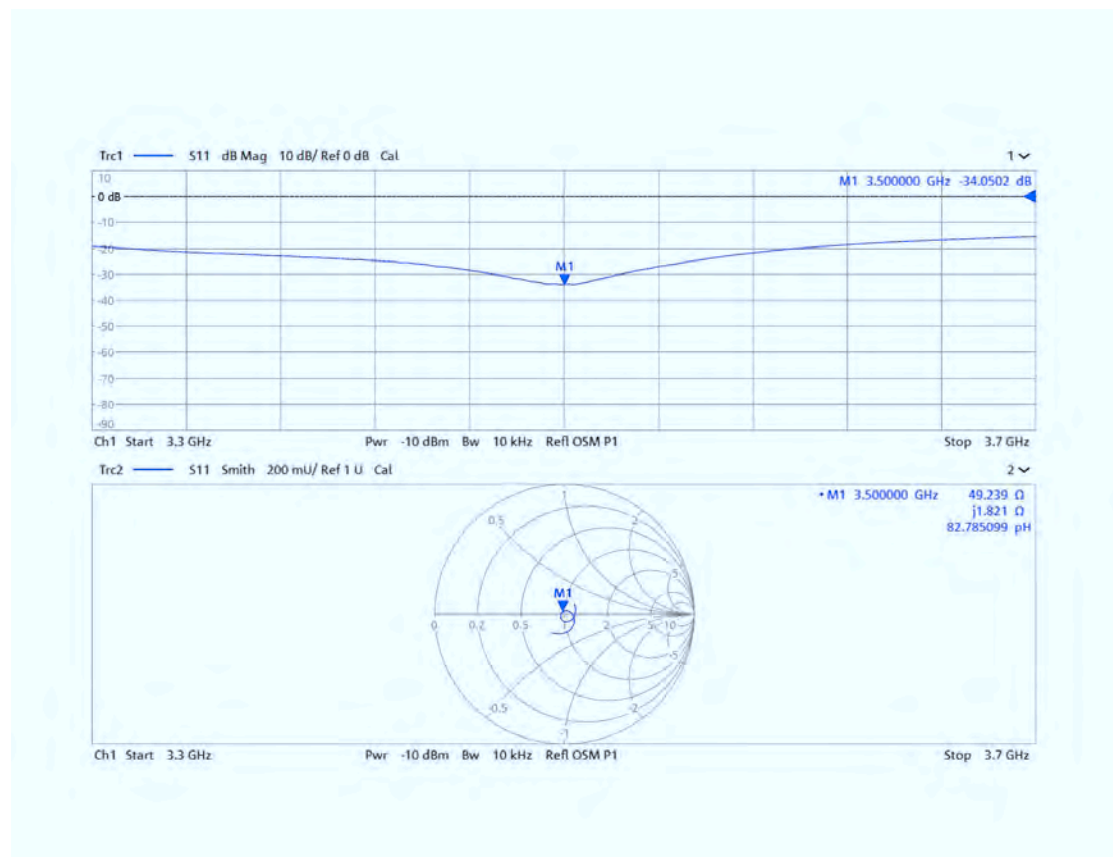 Trc1 S11 dB Mag 10 dB/ Ref 0 dB Cal 1
M1 3.500000 GHz -34.0502 dB
10
0 dB
-10
-20
-30
-40
-50
-60
-70
-80
-90
M1
Ch1 Start 3.3 GHz Pwr -10 dBm Bw 10 kHz Refl OSM P1 Stop 3.7 GHz
Trc2 S11 Smith 200 mU/ Ref 1 U Cal 2
• M1 3.500000 GHz 49.239 Ω
j1.821 Ω
82.785099 pH
1
0.5 2
5
M1
0 0.2 0.5 1 2 5 10
-5
-0.5 -2
-1
Ch1 Start 3.3 GHz Pwr -10 dBm Bw 10 kHz Refl OSM P1 Stop 3.7 GHz